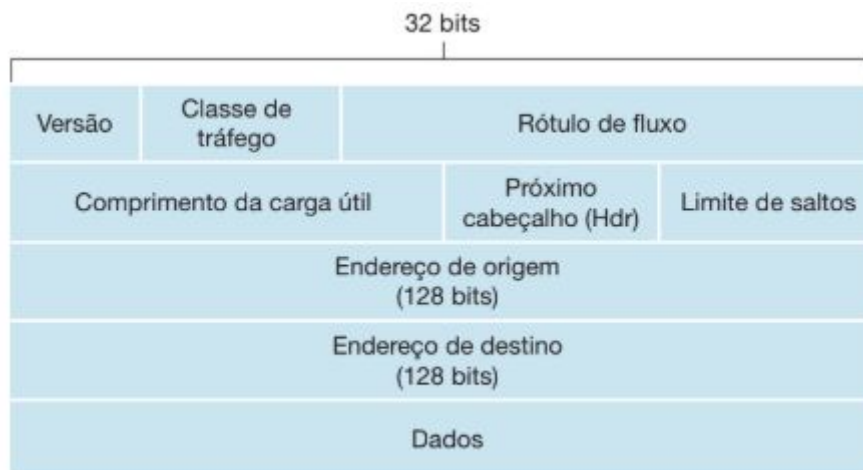 32 bits
Versão
Classe de
tráfego
Rótulo de fluxo
Comprimento da carga útil
Próximo
cabeçalho (Hdr)
Limite de saltos
Endereço de origem
(128 bits)
Endereço de destino
(128 bits)
Dados